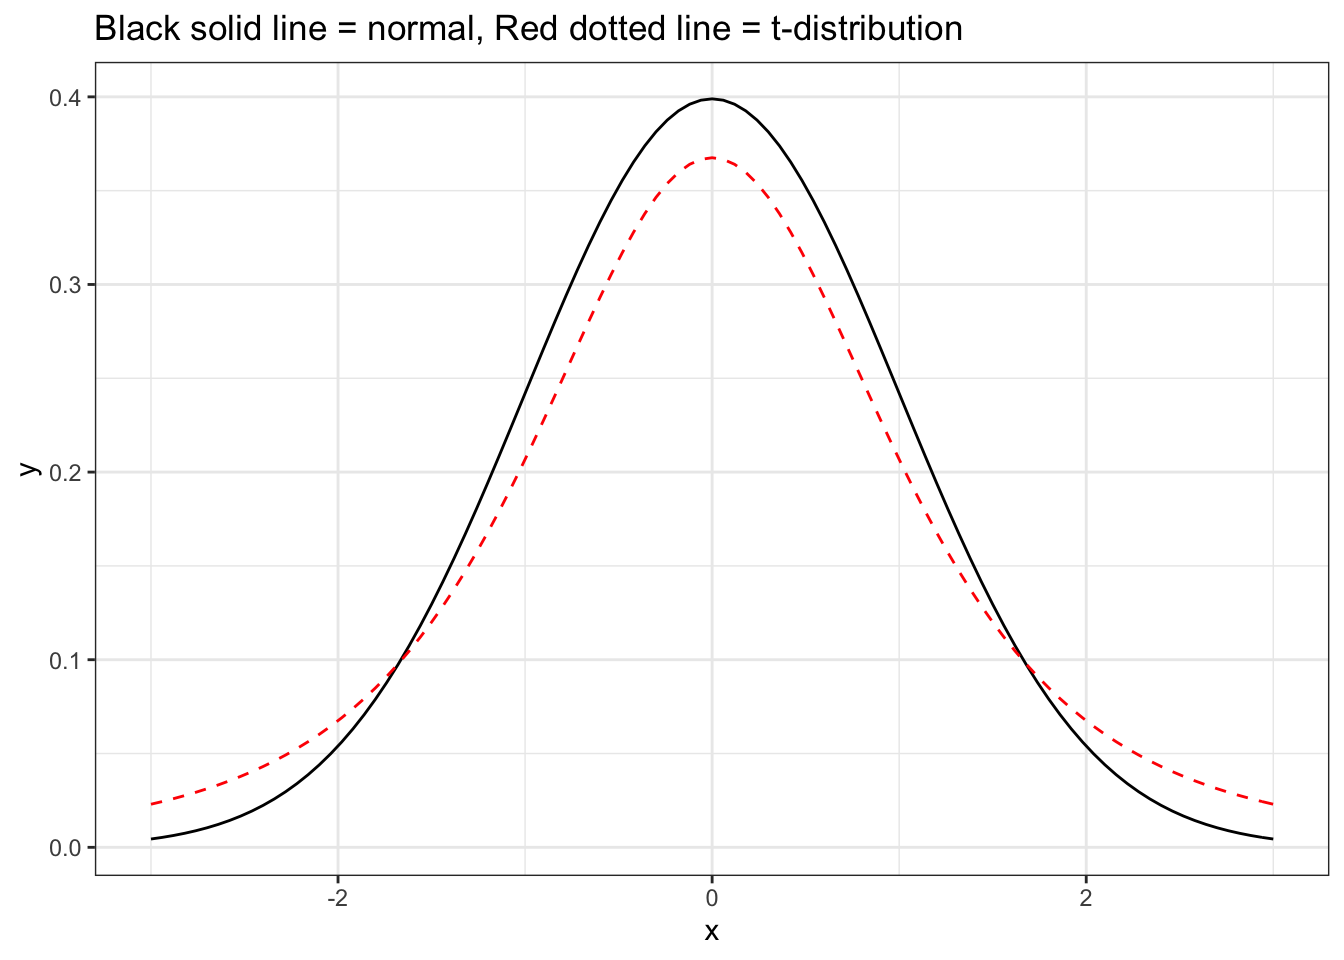 Black solid line = normal, Red dotted line = t-distribution
0.4
0.3
0.2
0.1
0.0
y
-2 0 2
x